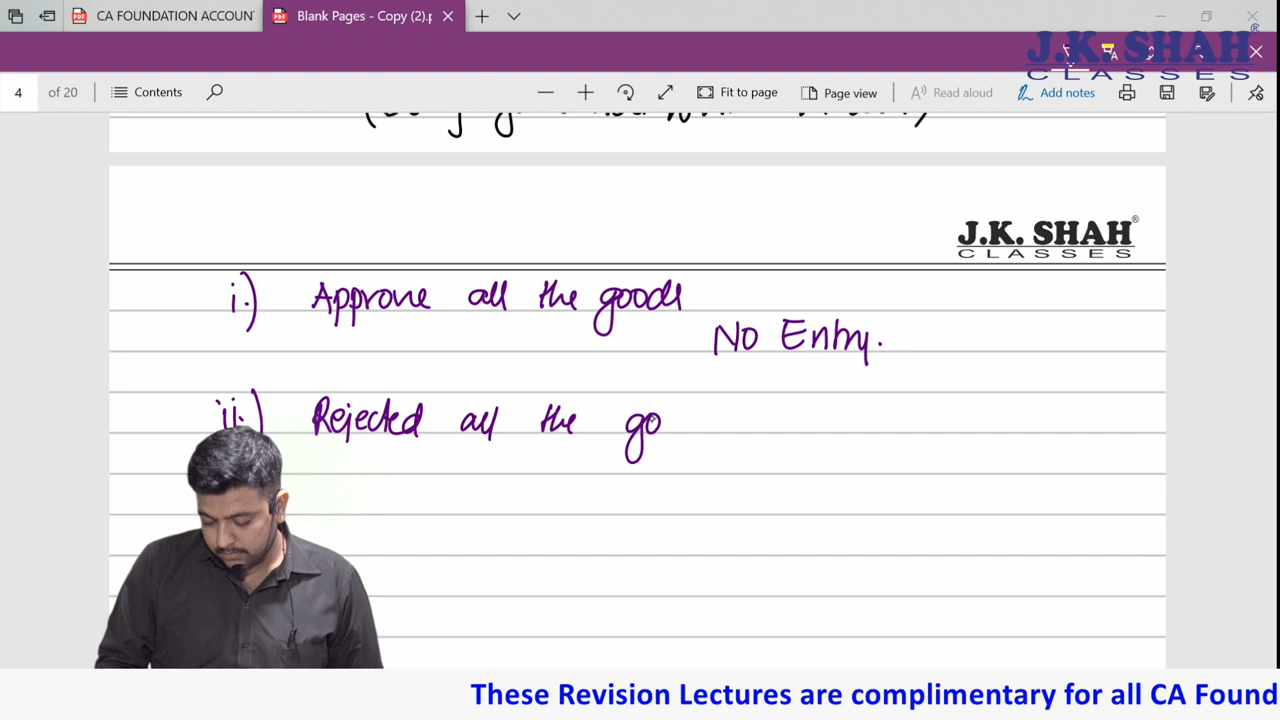 CA FOUNDATION ACCOUN
Blank Pages - Copy (2).p
J.K. SHAH®
CLASSES
4 of 20 Contents Fit to page Page view Read aloud Add notes
J.K. SHAH®
CLASSES
i.) Approve all the goods
No Entry.
ii.) Rejected all the go
These Revision Lectures are complimentary for all CA Found